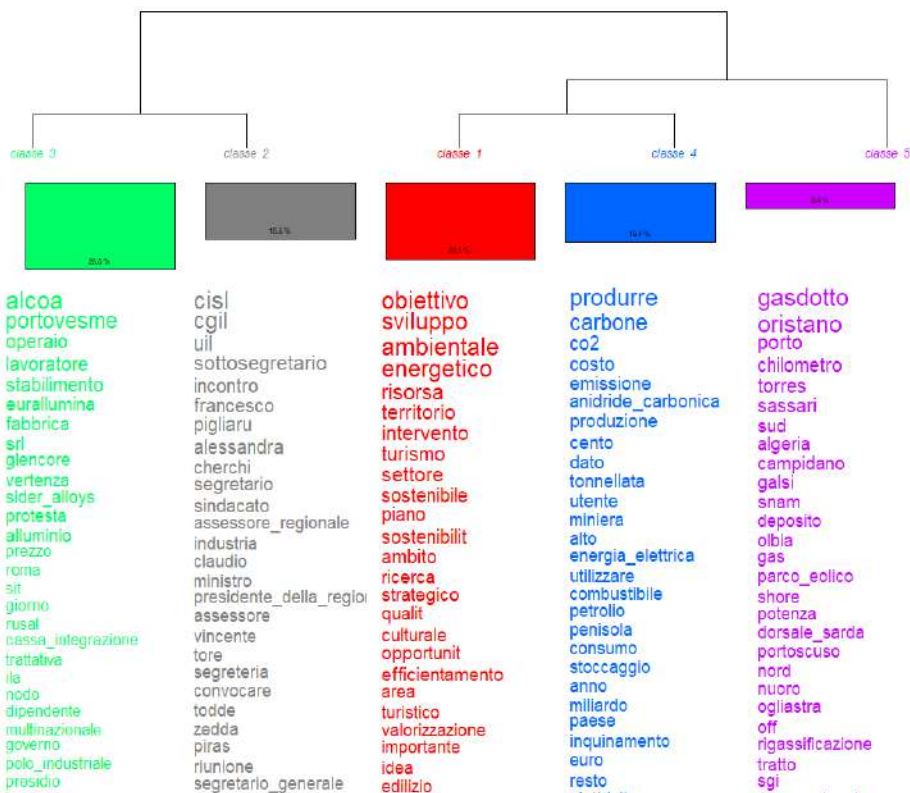 classe 3
classe 2
classe 1
classe 4
classe 5
alcoa
portovesme
operaio
lavoratore
stabilimento
eurallumina
fabbrica
srl
glencore
vertenza
sider_alloys
protesta
alluminio
prezzo
roma
sit
giorno
rusal
cassa_integrazione
trattativa
ila
nodo
dipendente
multinazionale
governo
polo_industriale
presidio
cisl
cgil
uil
sottosegretario
incontro
francesco
pigliaru
alessandra
cherchi
segretario
sindacato
assessore_regionale
industria
claudio
ministro
presidente_della_regio
assessore
vincente
tore
segreteria
convocare
todde
zedda
piras
riunione
segretario_generale
obiettivo
sviluppo
ambientale
energetico
risorsa
territorio
intervento
turismo
settore
sostenibile
piano
sostenibilit
ambito
ricerca
strategico
qualit
culturale
opportunit
efficientamento
area
turistico
valorizzazione
importante
idea
edilizio
produrre
carbone
co2
costo
emissione
anidride_carbonica
produzione
cento
dato
tonnellata
utente
miniera
alto
energia_elettrica
utilizzare
combustibile
petrolio
penisola
consumo
stoccaggio
anno
miliardo
paese
inquinamento
euro
resto
gasdotto
oristano
porto
chilometro
torres
sassari
sud
algeria
campidano
galsi
snam
deposito
olbia
gas
parco_eolico
shore
potenza
dorsale_sarda
portoscuso
nord
nuoro
ogliastra
off
rigassificazione
tratto
sgi